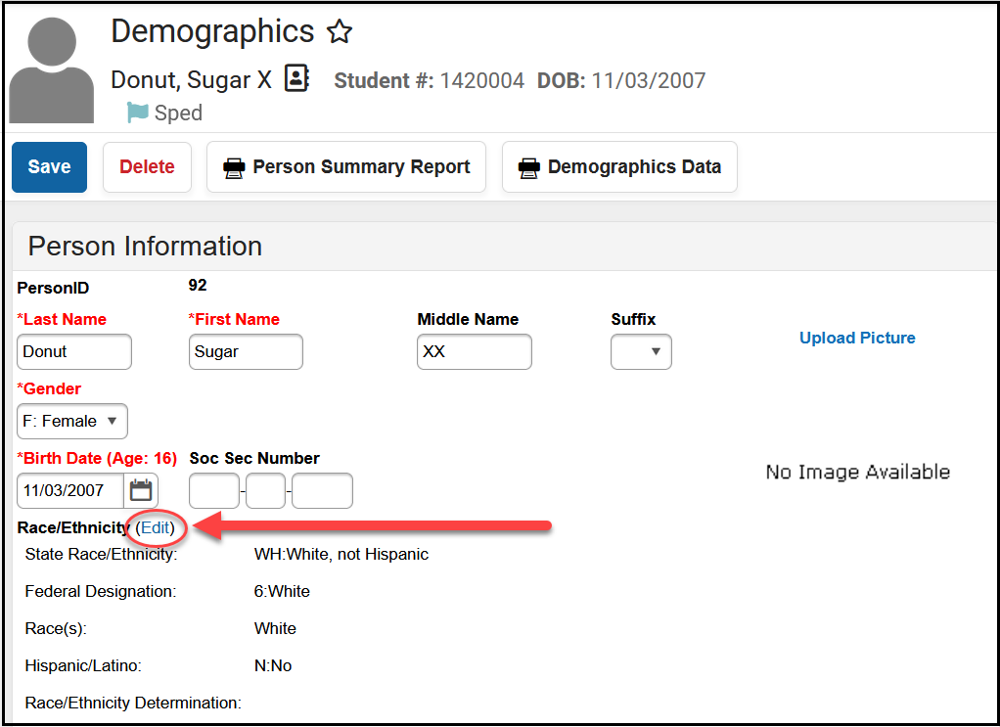 Demographics
Donut, Sugar X Student #: 1420004 DOB: 11/03/2007
Sped
Save Delete Person Summary Report Demographics Data
Person Information
PersonID 92
*Last Name *First Name Middle Name Suffix
Donut Sugar XX
Upload Picture
*Gender
F: Female
*Birth Date (Age: 16) Soc Sec Number
11/03/2007 - -
No Image Available
Race/Ethnicity (Edit)
State Race/Ethnicity: WH:White, not Hispanic
Federal Designation: 6:White
Race(s): White
Hispanic/Latino: N:No
Race/Ethnicity Determination: